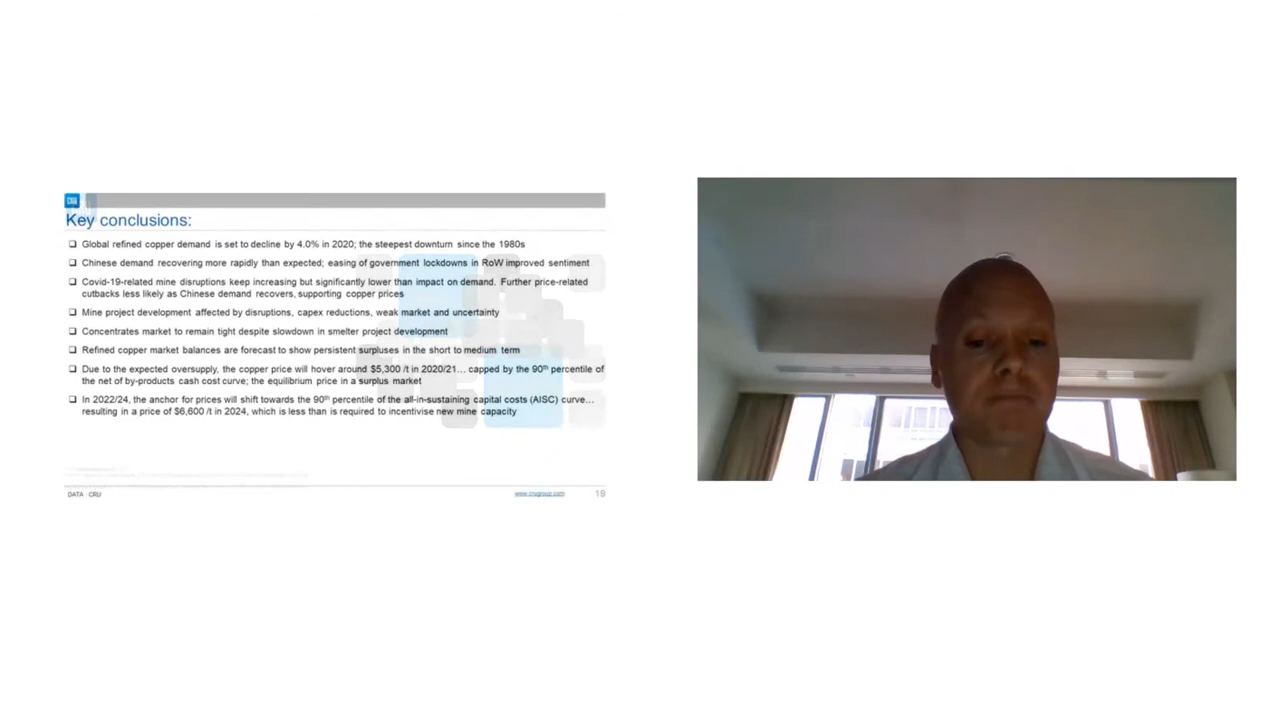 CRU
Key conclusions:
❑ Global refined copper demand is set to decline by 4.0% in 2020; the steepest downturn since the 1980s
❑ Chinese demand recovering more rapidly than expected; easing of government lockdowns in RoW improved sentiment
❑ Covid-19-related mine disruptions keep increasing but significantly lower than impact on demand. Further price-related
cutbacks less likely as Chinese demand recovers, supporting copper prices
❑ Mine project development affected by disruptions, capex reductions, weak market and uncertainty
❑ Concentrates market to remain tight despite slowdown in smelter project development
❑ Refined copper market balances are forecast to show persistent surpluses in the short to medium term
❑ Due to the expected oversupply, the copper price will hover around $5,300 /t in 2020/21… capped by the 90th percentile of
the net of by-products cash cost curve; the equilibrium price in a surplus market
❑ In 2022/24, the anchor for prices will shift towards the 90th percentile of the all-in-sustaining capital costs (AISC) curve…
resulting in a price of $6,600 /t in 2024, which is less than is required to incentivise new mine capacity
DATA: CRU
www.crugroup.com
19